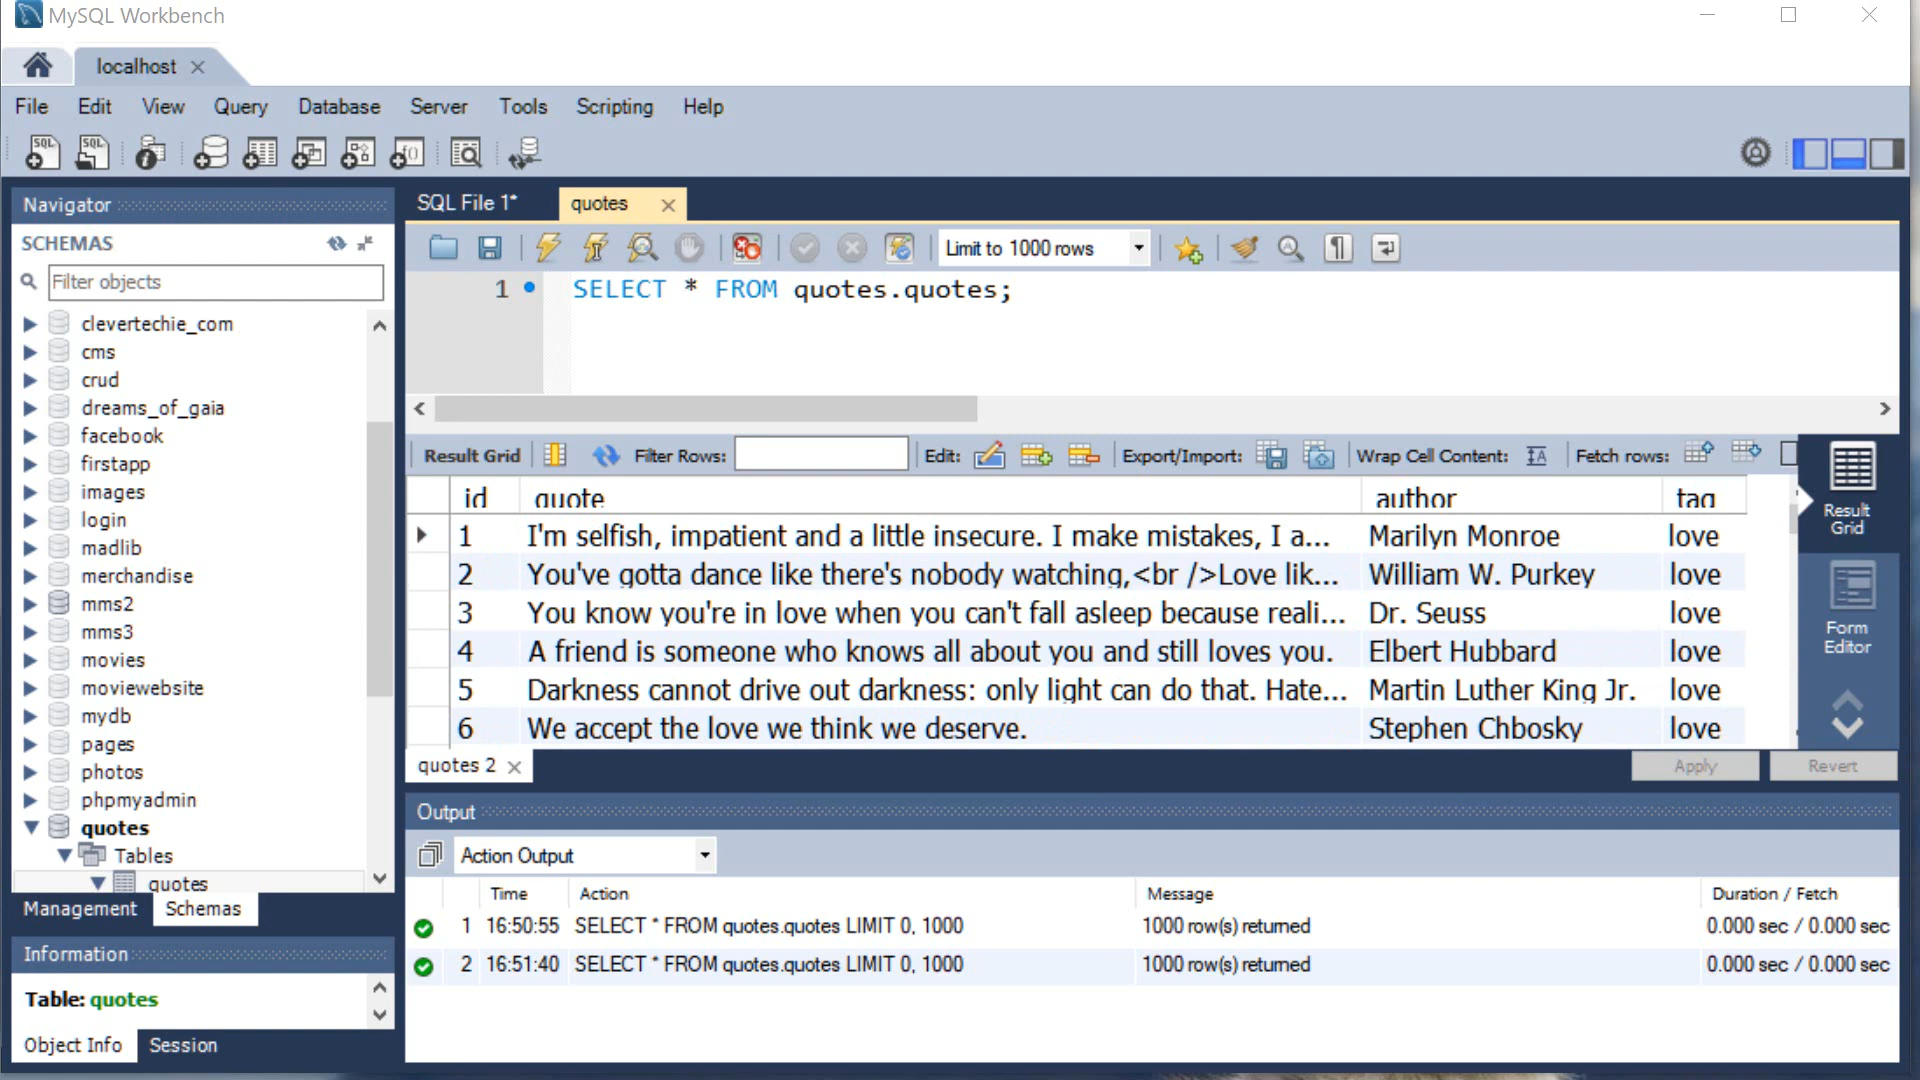 MySQL Workbench
localhost
File Edit View Query Database Server Tools Scripting Help
Navigator
SCHEMAS
Filter objects
clevertechie_com
cms
crud
dreams_of_gaia
facebook
firstapp
images
login
madlib
merchandise
mms2
mms3
movies
moviewebsite
mydb
pages
photos
phpmyadmin
quotes
Tables
quotes
Management Schemas
Information
Table: quotes
Object Info Session
SQL File 1* quotes
Limit to 1000 rows
1 SELECT * FROM quotes.quotes;
Result Grid Filter Rows: Edit: Export/Import: Wrap Cell Content: Fetch rows:
id quote author tag
1 I'm selfish, impatient and a little insecure. I make mistakes, I a... Marilyn Monroe love
2 You've gotta dance like there's nobody watching,<br />Love lik... William W. Purkey love
3 You know you're in love when you can't fall asleep because reali... Dr. Seuss love
4 A friend is someone who knows all about you and still loves you. Elbert Hubbard love
5 Darkness cannot drive out darkness: only light can do that. Hate... Martin Luther King Jr. love
6 We accept the love we think we deserve. Stephen Chbosky love
Result
Grid
Form
Editor
quotes 2
Apply Revert
Output
Action Output
Time Action Message Duration / Fetch
1 16:50:55 SELECT * FROM quotes.quotes LIMIT 0, 1000 1000 row(s) returned 0.000 sec / 0.000 sec
2 16:51:40 SELECT * FROM quotes.quotes LIMIT 0, 1000 1000 row(s) returned 0.000 sec / 0.000 sec